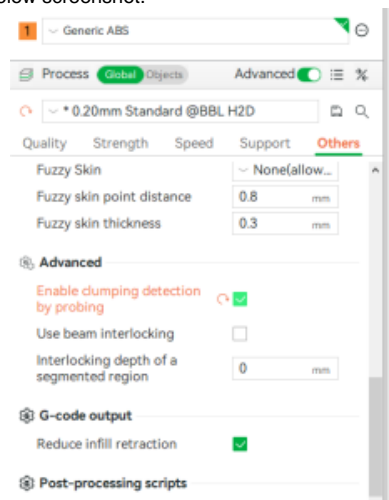 1 Generic ABS
Process Global Objects Advanced
* 0.20mm Standard @BBL H2D
Quality Strength Speed Support Others
Fuzzy Skin None(allow...
Fuzzy skin point distance 0.8 mm
Fuzzy skin thickness 0.3 mm
Advanced
Enable clumping detection
by probing
Use beam interlocking
Interlocking depth of a
segmented region 0 mm
G-code output
Reduce infill retraction
Post-processing scripts